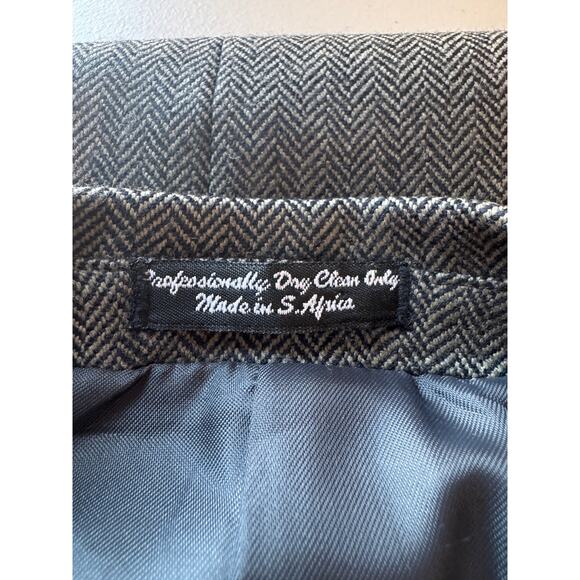 Professionally Dry Clean Only
Made in S. Africa